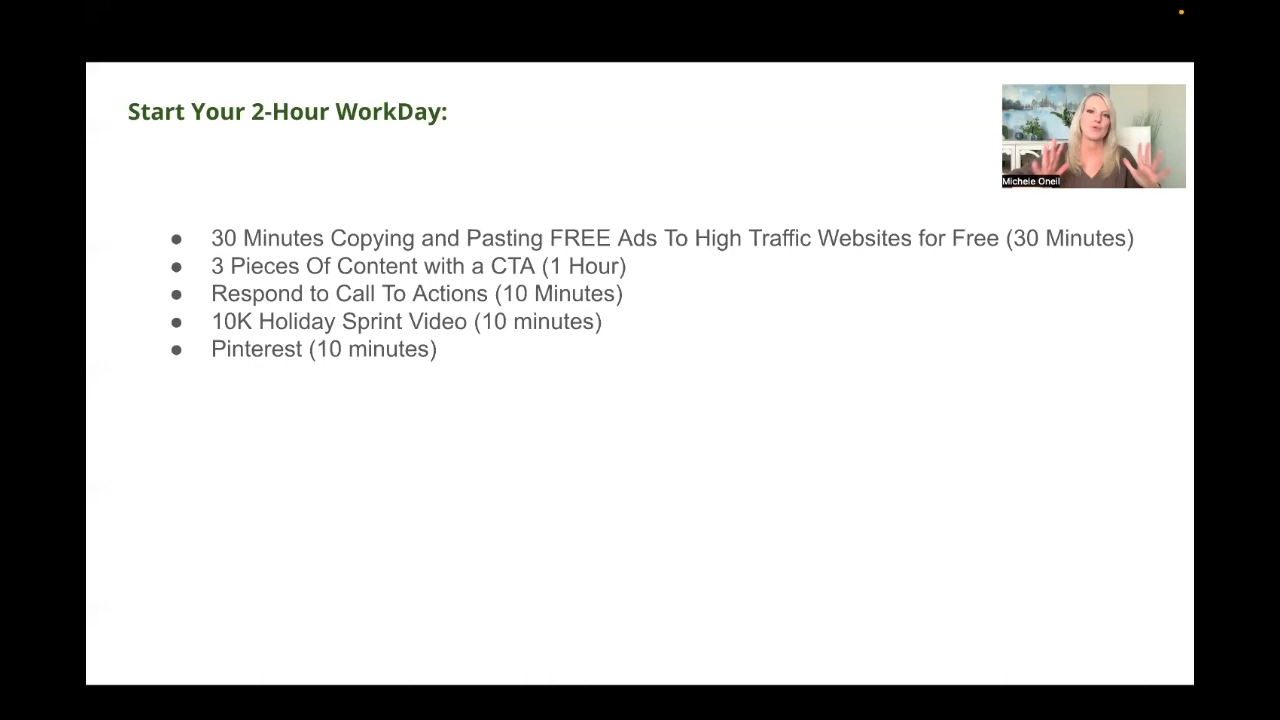 Start Your 2-Hour WorkDay:
Michele Oneil
● 30 Minutes Copying and Pasting FREE Ads To High Traffic Websites for Free (30 Minutes)
● 3 Pieces Of Content with a CTA (1 Hour)
● Respond to Call To Actions (10 Minutes)
● 10K Holiday Sprint Video (10 minutes)
● Pinterest (10 minutes)